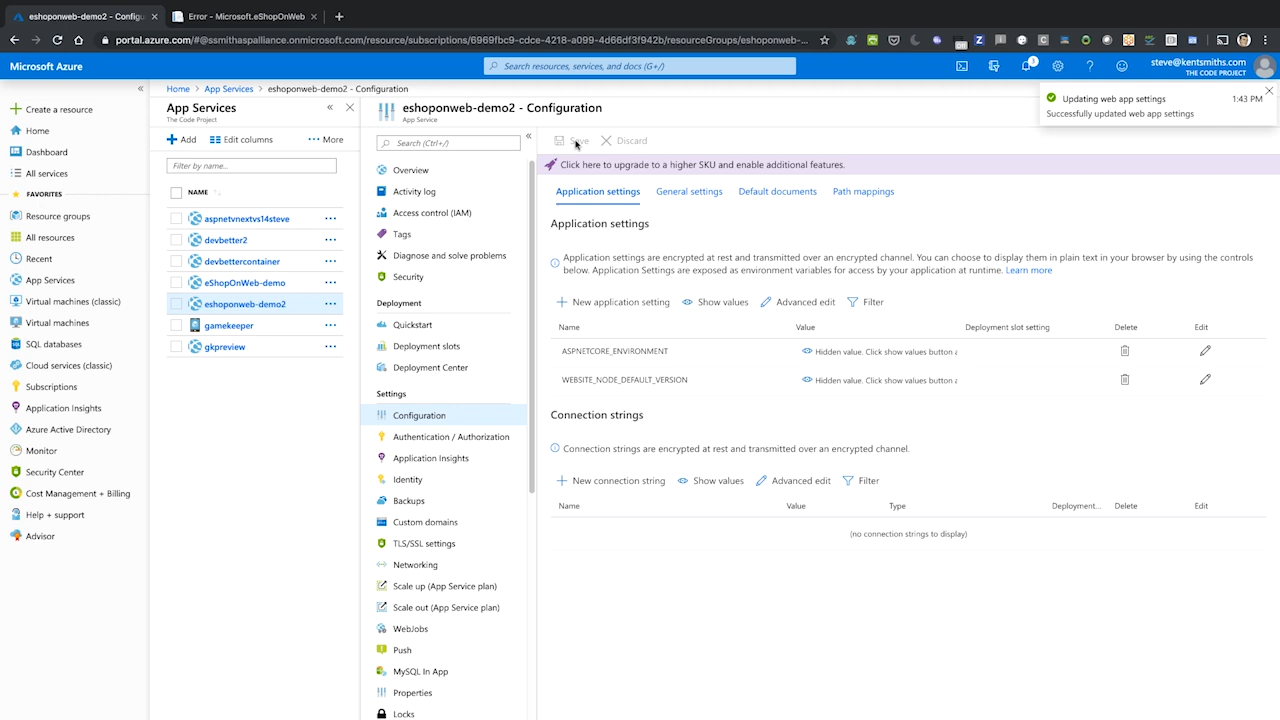 eshoponweb-demo2 - Configu
Error - Microsoft.eShopOnWeb
portal.azure.com/#@ssmithaspalliance.onmicrosoft.com/resource/subscriptions/6969fbc9-cdce-4218-a099-4d66df3f942b/resourceGroups/eshoponweb-...
Microsoft Azure
Search resources, services, and docs (G+/)
1
steve@kentsmiths.com
THE CODE PROJECT
Updating web app settings 1:43 PM
Successfully updated web app settings
Create a resource
Home
Dashboard
All services
FAVORITES
Resource groups
All resources
Recent
App Services
Virtual machines (classic)
Virtual machines
SQL databases
Cloud services (classic)
Subscriptions
Application Insights
Azure Active Directory
Monitor
Security Center
Cost Management + Billing
Help + support
Advisor
Home > App Services > eshoponweb-demo2 - Configuration
App Services
The Code Project
Add Edit columns ··· More
Filter by name...
NAME
aspnetvnextvs14steve
devbetter2
devbettercontainer
eShopOnWeb-demo
eshoponweb-demo2
gamekeeper
gkpreview
eshoponweb-demo2 - Configuration
App Service
Search (Ctrl+/)
Overview
Activity log
Access control (IAM)
Tags
Diagnose and solve problems
Security
Deployment
Quickstart
Deployment slots
Deployment Center
Settings
Configuration
Authentication / Authorization
Application Insights
Identity
Backups
Custom domains
TLS/SSL settings
Networking
Scale up (App Service plan)
Scale out (App Service plan)
WebJobs
Push
MySQL In App
Properties
Locks
Save Discard
Click here to upgrade to a higher SKU and enable additional features.
Application settings General settings Default documents Path mappings
Application settings
Application settings are encrypted at rest and transmitted over an encrypted channel. You can choose to display them in plain text in your browser by using the controls
below. Application Settings are exposed as environment variables for access by your application at runtime. Learn more
New application setting Show values Advanced edit Filter
Name Value Deployment slot setting Delete Edit
ASPNETCORE_ENVIRONMENT Hidden value. Click show values button a
WEBSITE_NODE_DEFAULT_VERSION Hidden value. Click show values button a
Connection strings
Connection strings are encrypted at rest and transmitted over an encrypted channel.
New connection string Show values Advanced edit Filter
Name Value Type Deployment... Delete Edit
(no connection strings to display)